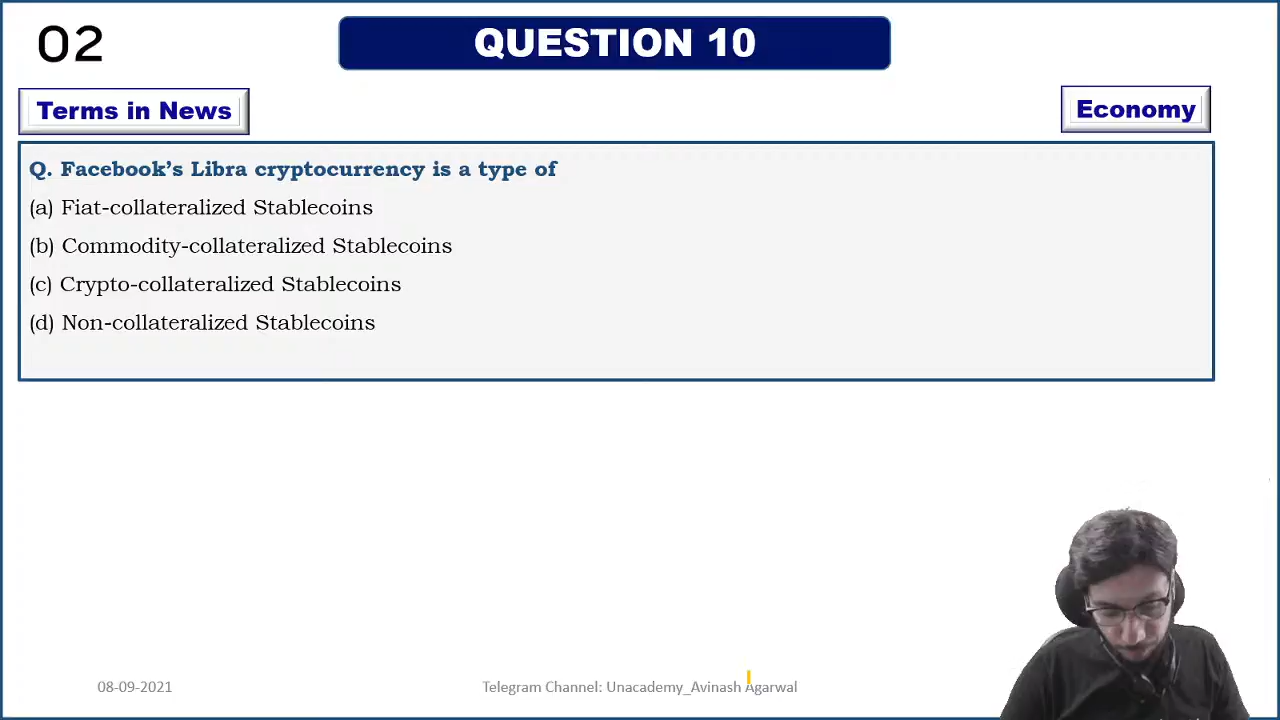 02
QUESTION 10
Terms in News
Economy
Q. Facebook’s Libra cryptocurrency is a type of
(a) Fiat-collateralized Stablecoins
(b) Commodity-collateralized Stablecoins
(c) Crypto-collateralized Stablecoins
(d) Non-collateralized Stablecoins
08-09-2021
Telegram Channel: Unacademy_Avinash Agarwal